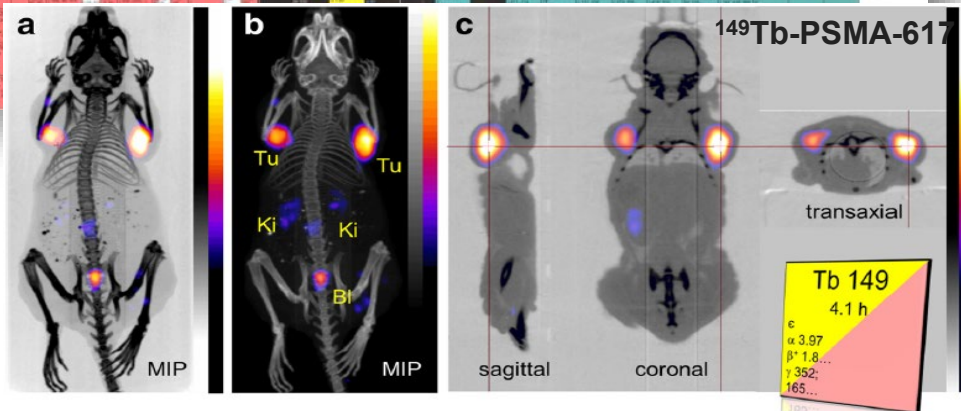 a
b
c
149Tb-PSMA-617
Tu
Tu
Ki
Ki
Bl
MIP
MIP
sagittal
coronal
transaxial
Tb 149
4.1 h
ε
α 3.97
β+ 1.8...
γ 352;
165...